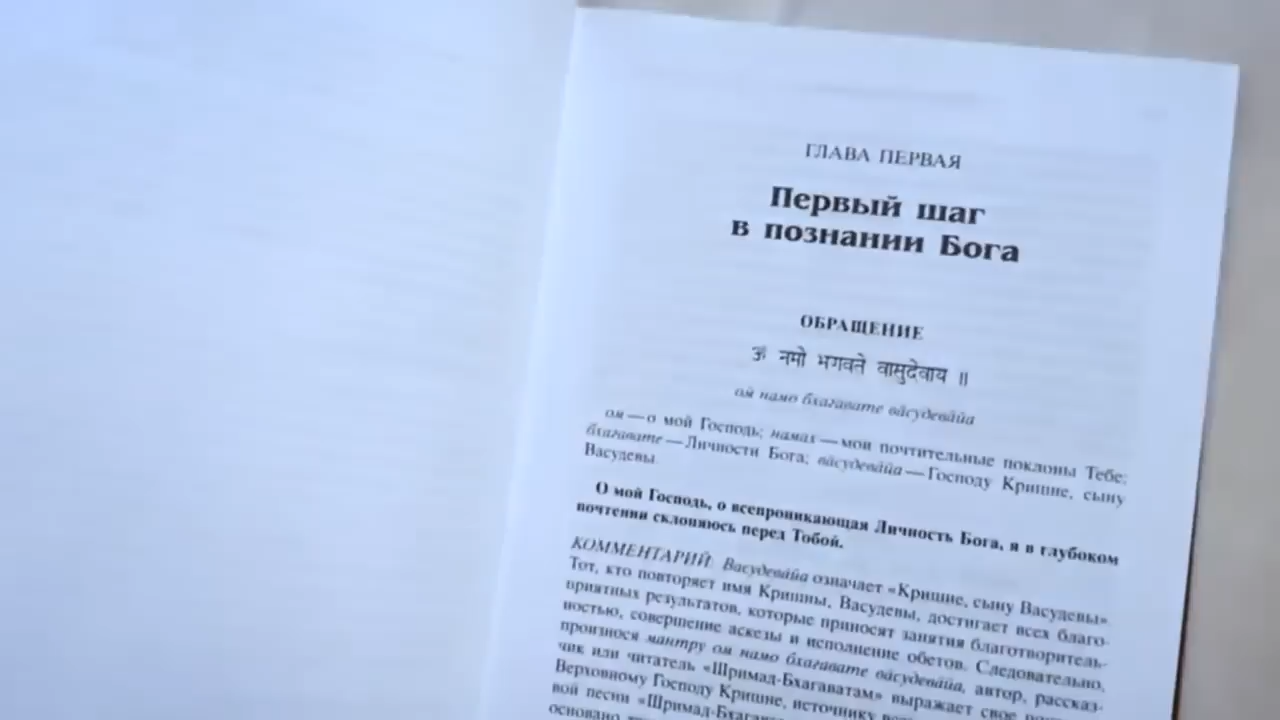 ГЛАВА ПЕРВАЯ
Первый шаг
в познании Бога
ОБРАЩЕНИЕ
ॐ नमो भगवते वासुदेवाय ॥
ом̇ намо бхагавате ва̄судева̄йа
ом — о мой Господь; намах — мои почтительные поклоны Тебе;
бхагавате — Личности Бога; ва̄судева̄йа — Господу Кришне, сыну
Васудевы.
О мой Господь, о всепроникающая Личность Бога, я в глубоком
почтении склоняюсь перед Тобой.
КОММЕНТАРИЙ: Васудева̄йа означает «Кришне, сыну Васудевы».
Тот, кто повторяет имя Кришны, Васудевы, достигает всех благо-
приятных результатов, которые приносят занятия благотворитель-
ностью, совершение аскезы и исполнение обетов. Следовательно,
произнося мантру ом намо бхагавате ва̄судева̄йа, автор, рассказ-
чик или читатель «Шримад-Бхагаватам» выражает свое
Верховному Господу Кришне, источнику
вой песни «Шримад-Бхагава
основано